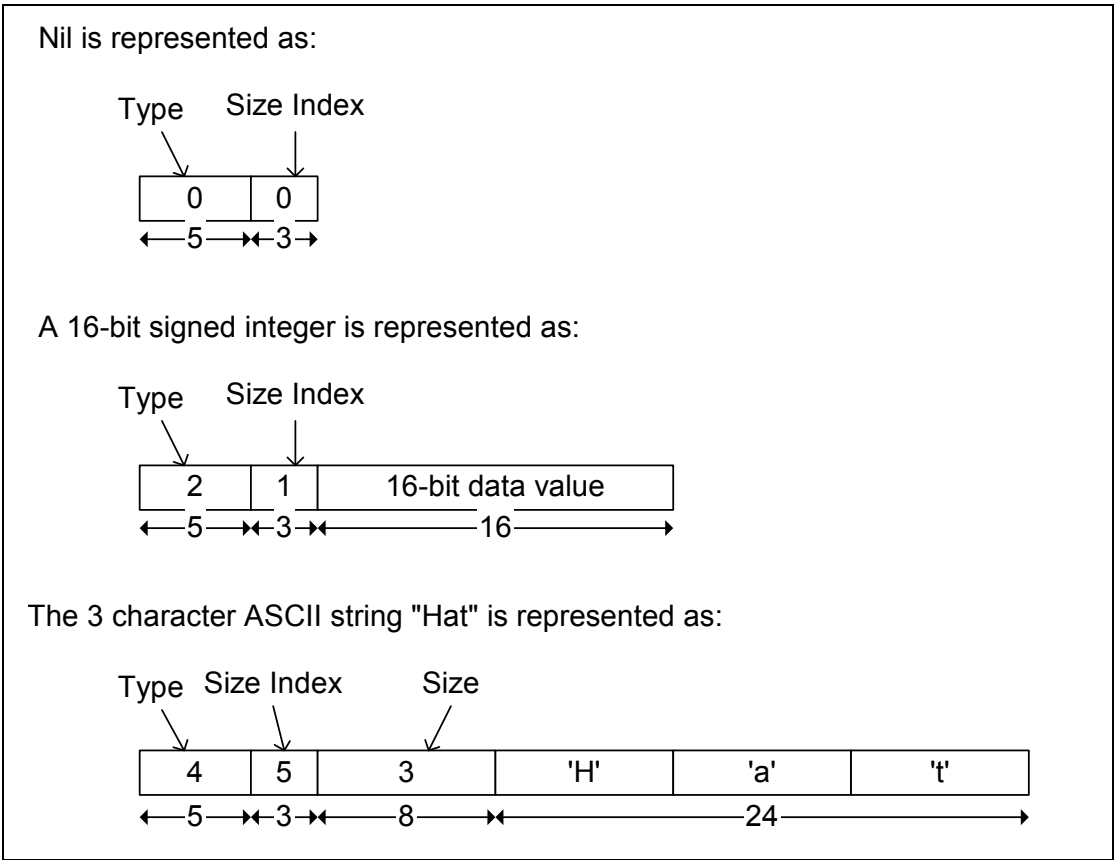 Nil is represented as:
Type Size Index
0 0
5 3
A 16-bit signed integer is represented as:
Type Size Index
2 1 16-bit data value
5 3 16
The 3 character ASCII string "Hat" is represented as:
Type Size Index Size
4 5 3 'H' 'a' 't'
5 3 8 24